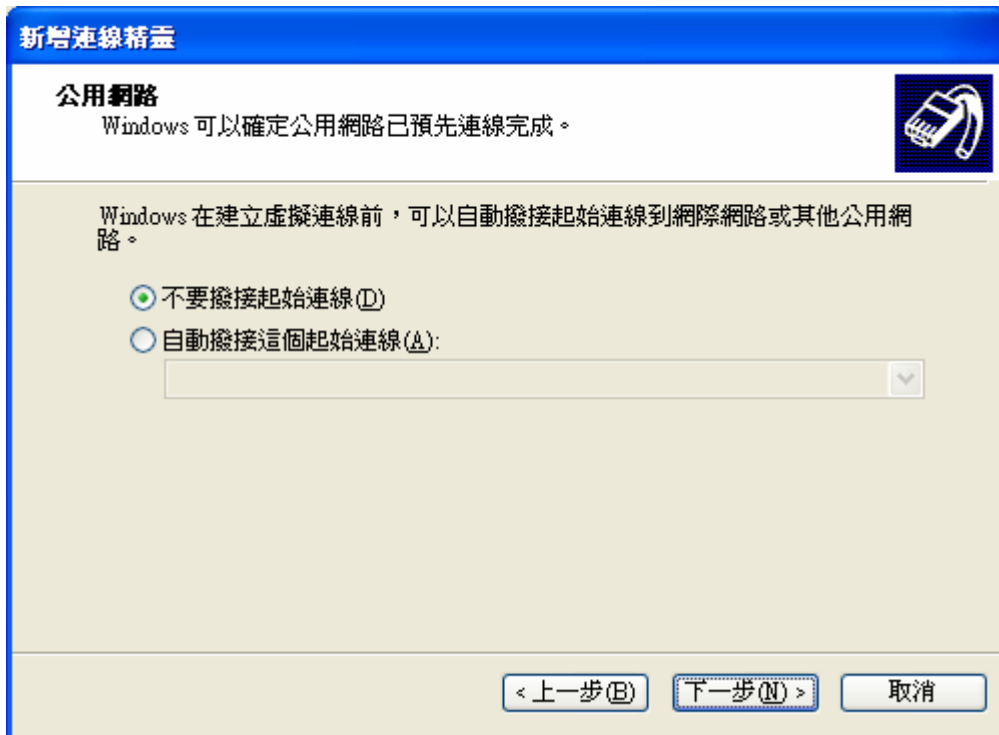 新增連線精靈
公用網路
Windows 可以確定公用網路已預先連線完成。
Windows 在建立虛擬連線前，可以自動撥接起始連線到網際網路或其他公用網
路。
不要撥接起始連線(D)
自動撥接這個起始連線(A):
<上一步(B) 下一步(N)> 取消